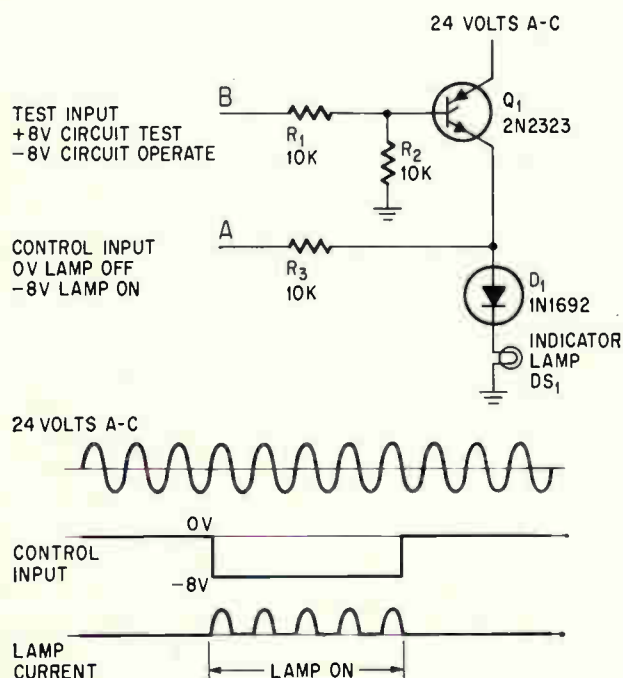 24 VOLTS A-C
B
Q1
2N2323
TEST INPUT
+8V CIRCUIT TEST
-8V CIRCUIT OPERATE
R1
10K
R2
10K
A
CONTROL INPUT
0V LAMP OFF
-8V LAMP ON
R3
10K
D1
1N1692
INDICATOR
LAMP
DS1
24 VOLTS A-C
0V
CONTROL
INPUT
-8V
LAMP
CURRENT
LAMP ON